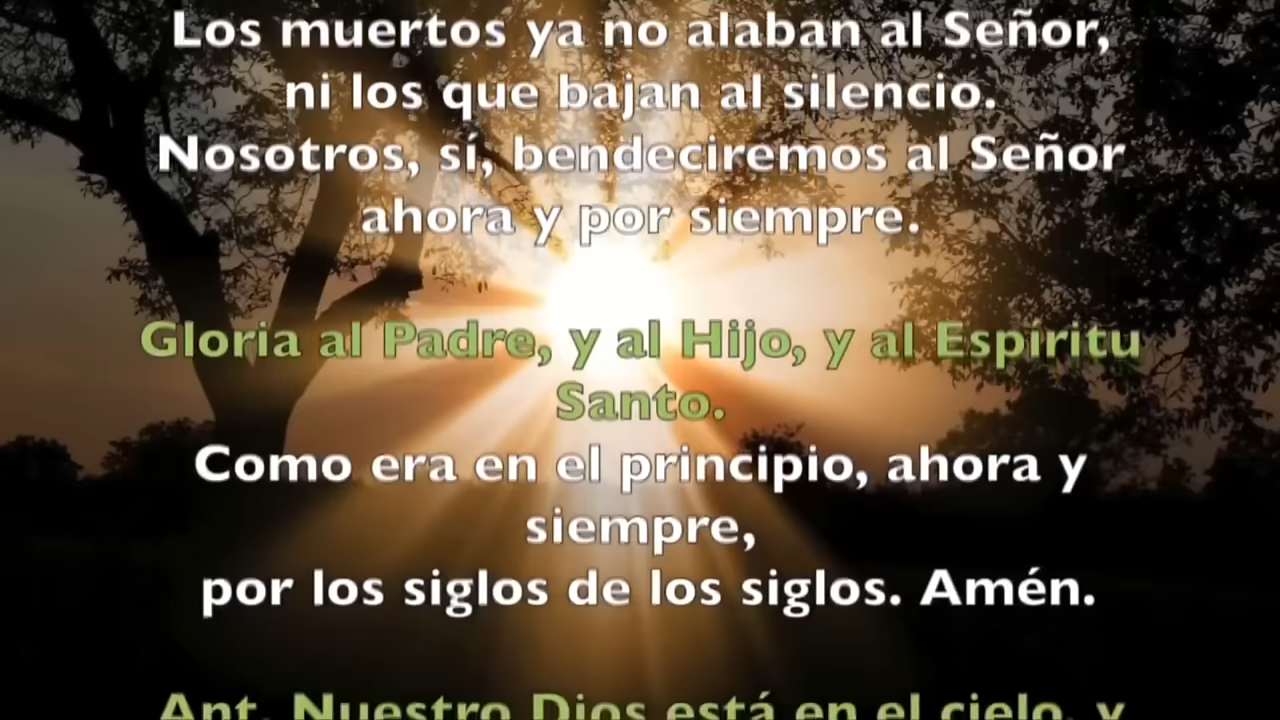 Los muertos ya no alaban al Señor,
ni los que bajan al silencio.
Nosotros, sí, bendeciremos al Señor
ahora y por siempre.
Gloria al Padre, y al Hijo, y al Espiritu
Santo.
Como era en el principio, ahora y
siempre,
por los siglos de los siglos. Amén.
Ant. Nuestro Dios está en el cielo, y